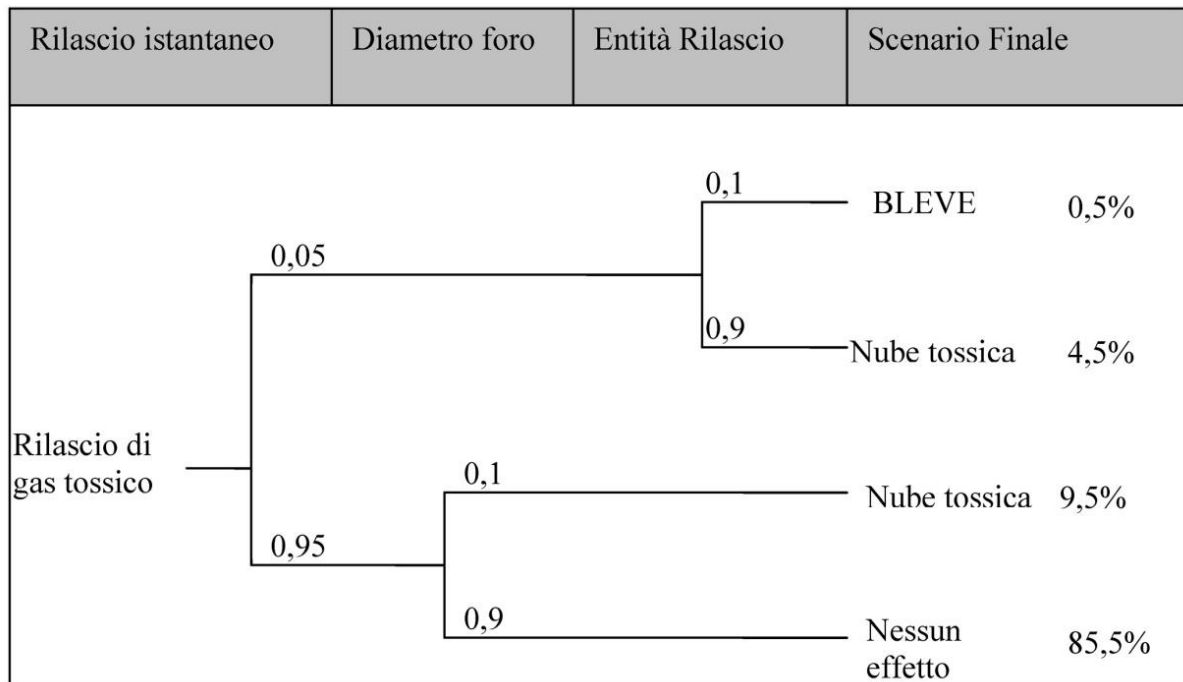 Rilascio istantaneo
Diametro foro
Entità Rilascio
Scenario Finale
0,1
BLEVE
0,5%
0,05
0,9
Nube tossica
4,5%
Rilascio di
gas tossico
0,1
Nube tossica
9,5%
0,95
0,9
Nessun
effetto
85,5%